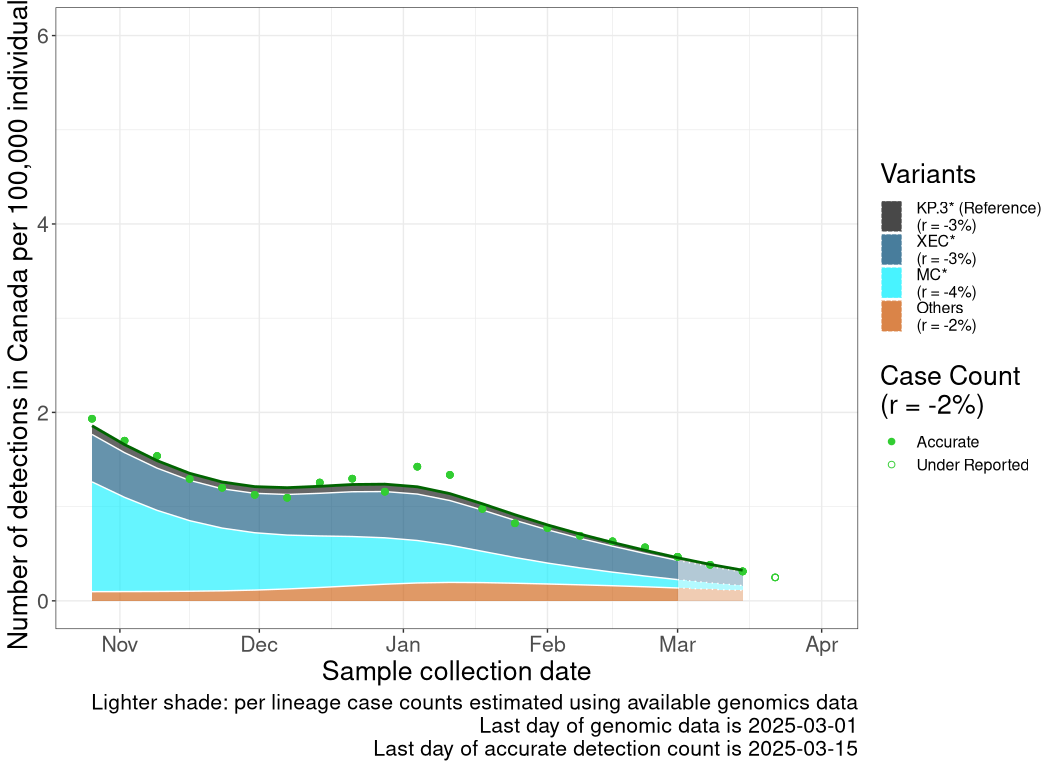 Number of detections in Canada per 100,000 individual
6
4
2
0
Nov
Dec
Jan
Feb
Mar
Apr
Sample collection date
Lighter shade: per lineage case counts estimated using available genomics data
Last day of genomic data is 2025-03-01
Last day of accurate detection count is 2025-03-15
Variants
KP.3* (Reference)
(r = -3%)
XEC*
(r = -3%)
MC*
(r = -4%)
Others
(r = -2%)
Case Count
(r = -2%)
Accurate
Under Reported